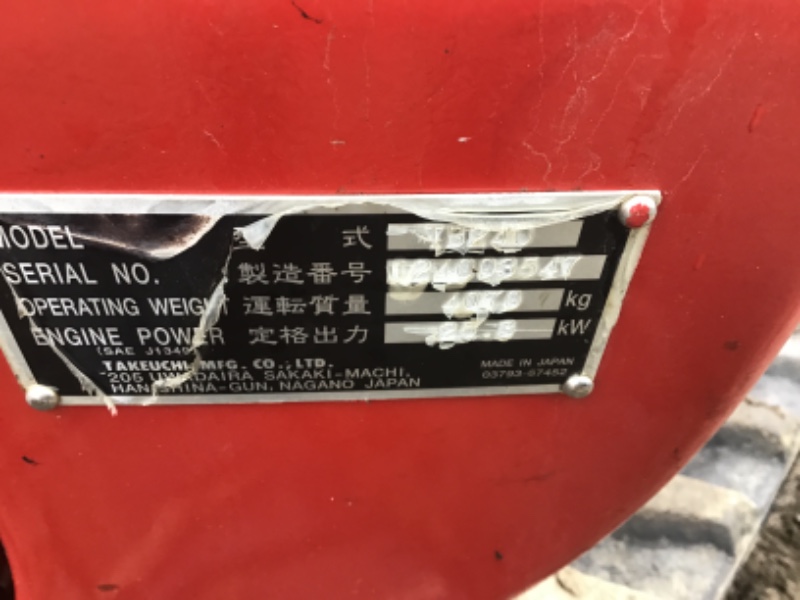 MODEL 型 式
SERIAL NO. 製造番号
OPERATING WEIGHT 運転質量 kg
ENGINE POWER 定格出力 kW
(SAE J1349)
TAKEUCHI MFG. CO., LTD.
205 UWADAIRA SAKAKI-MACHI, MADE IN JAPAN
HANISHINA-GUN, NAGANO JAPAN 03793-57452